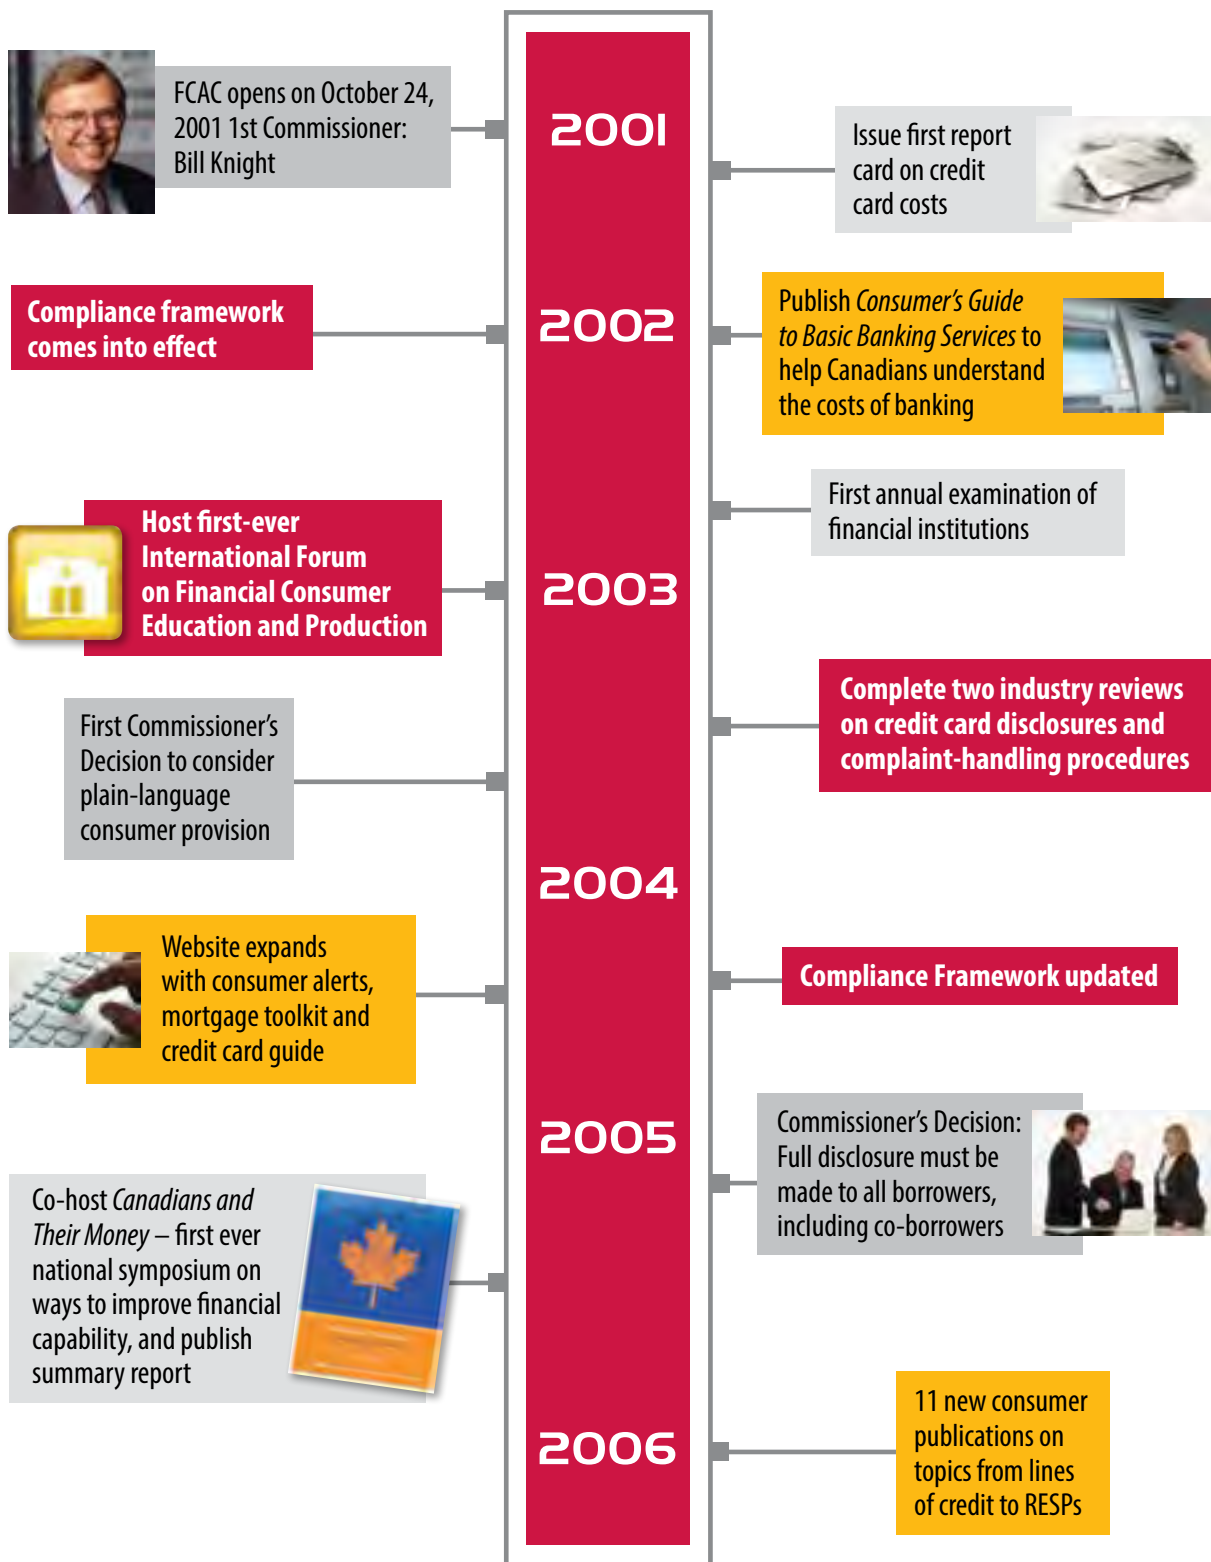 FCAC opens on October 24,
2001 1st Commissioner:
Bill Knight
2001
Issue first report
card on credit
card costs
Compliance framework
comes into effect
2002
Publish Consumer's Guide
to Basic Banking Services to
help Canadians understand
the costs of banking
First annual examination of
financial institutions
Host first-ever
International Forum
on Financial Consumer
Education and Production
2003
Complete two industry reviews
on credit card disclosures and
complaint-handling procedures
First Commissioner's
Decision to consider
plain-language
consumer provision
2004
Website expands
with consumer alerts,
mortgage toolkit and
credit card guide
Compliance Framework updated
2005
Commissioner's Decision:
Full disclosure must be
made to all borrowers,
including co-borrowers
Co-host Canadians and
Their Money – first ever
national symposium on
ways to improve financial
capability, and publish
summary report
2006
11 new consumer
publications on
topics from lines
of credit to RESPs